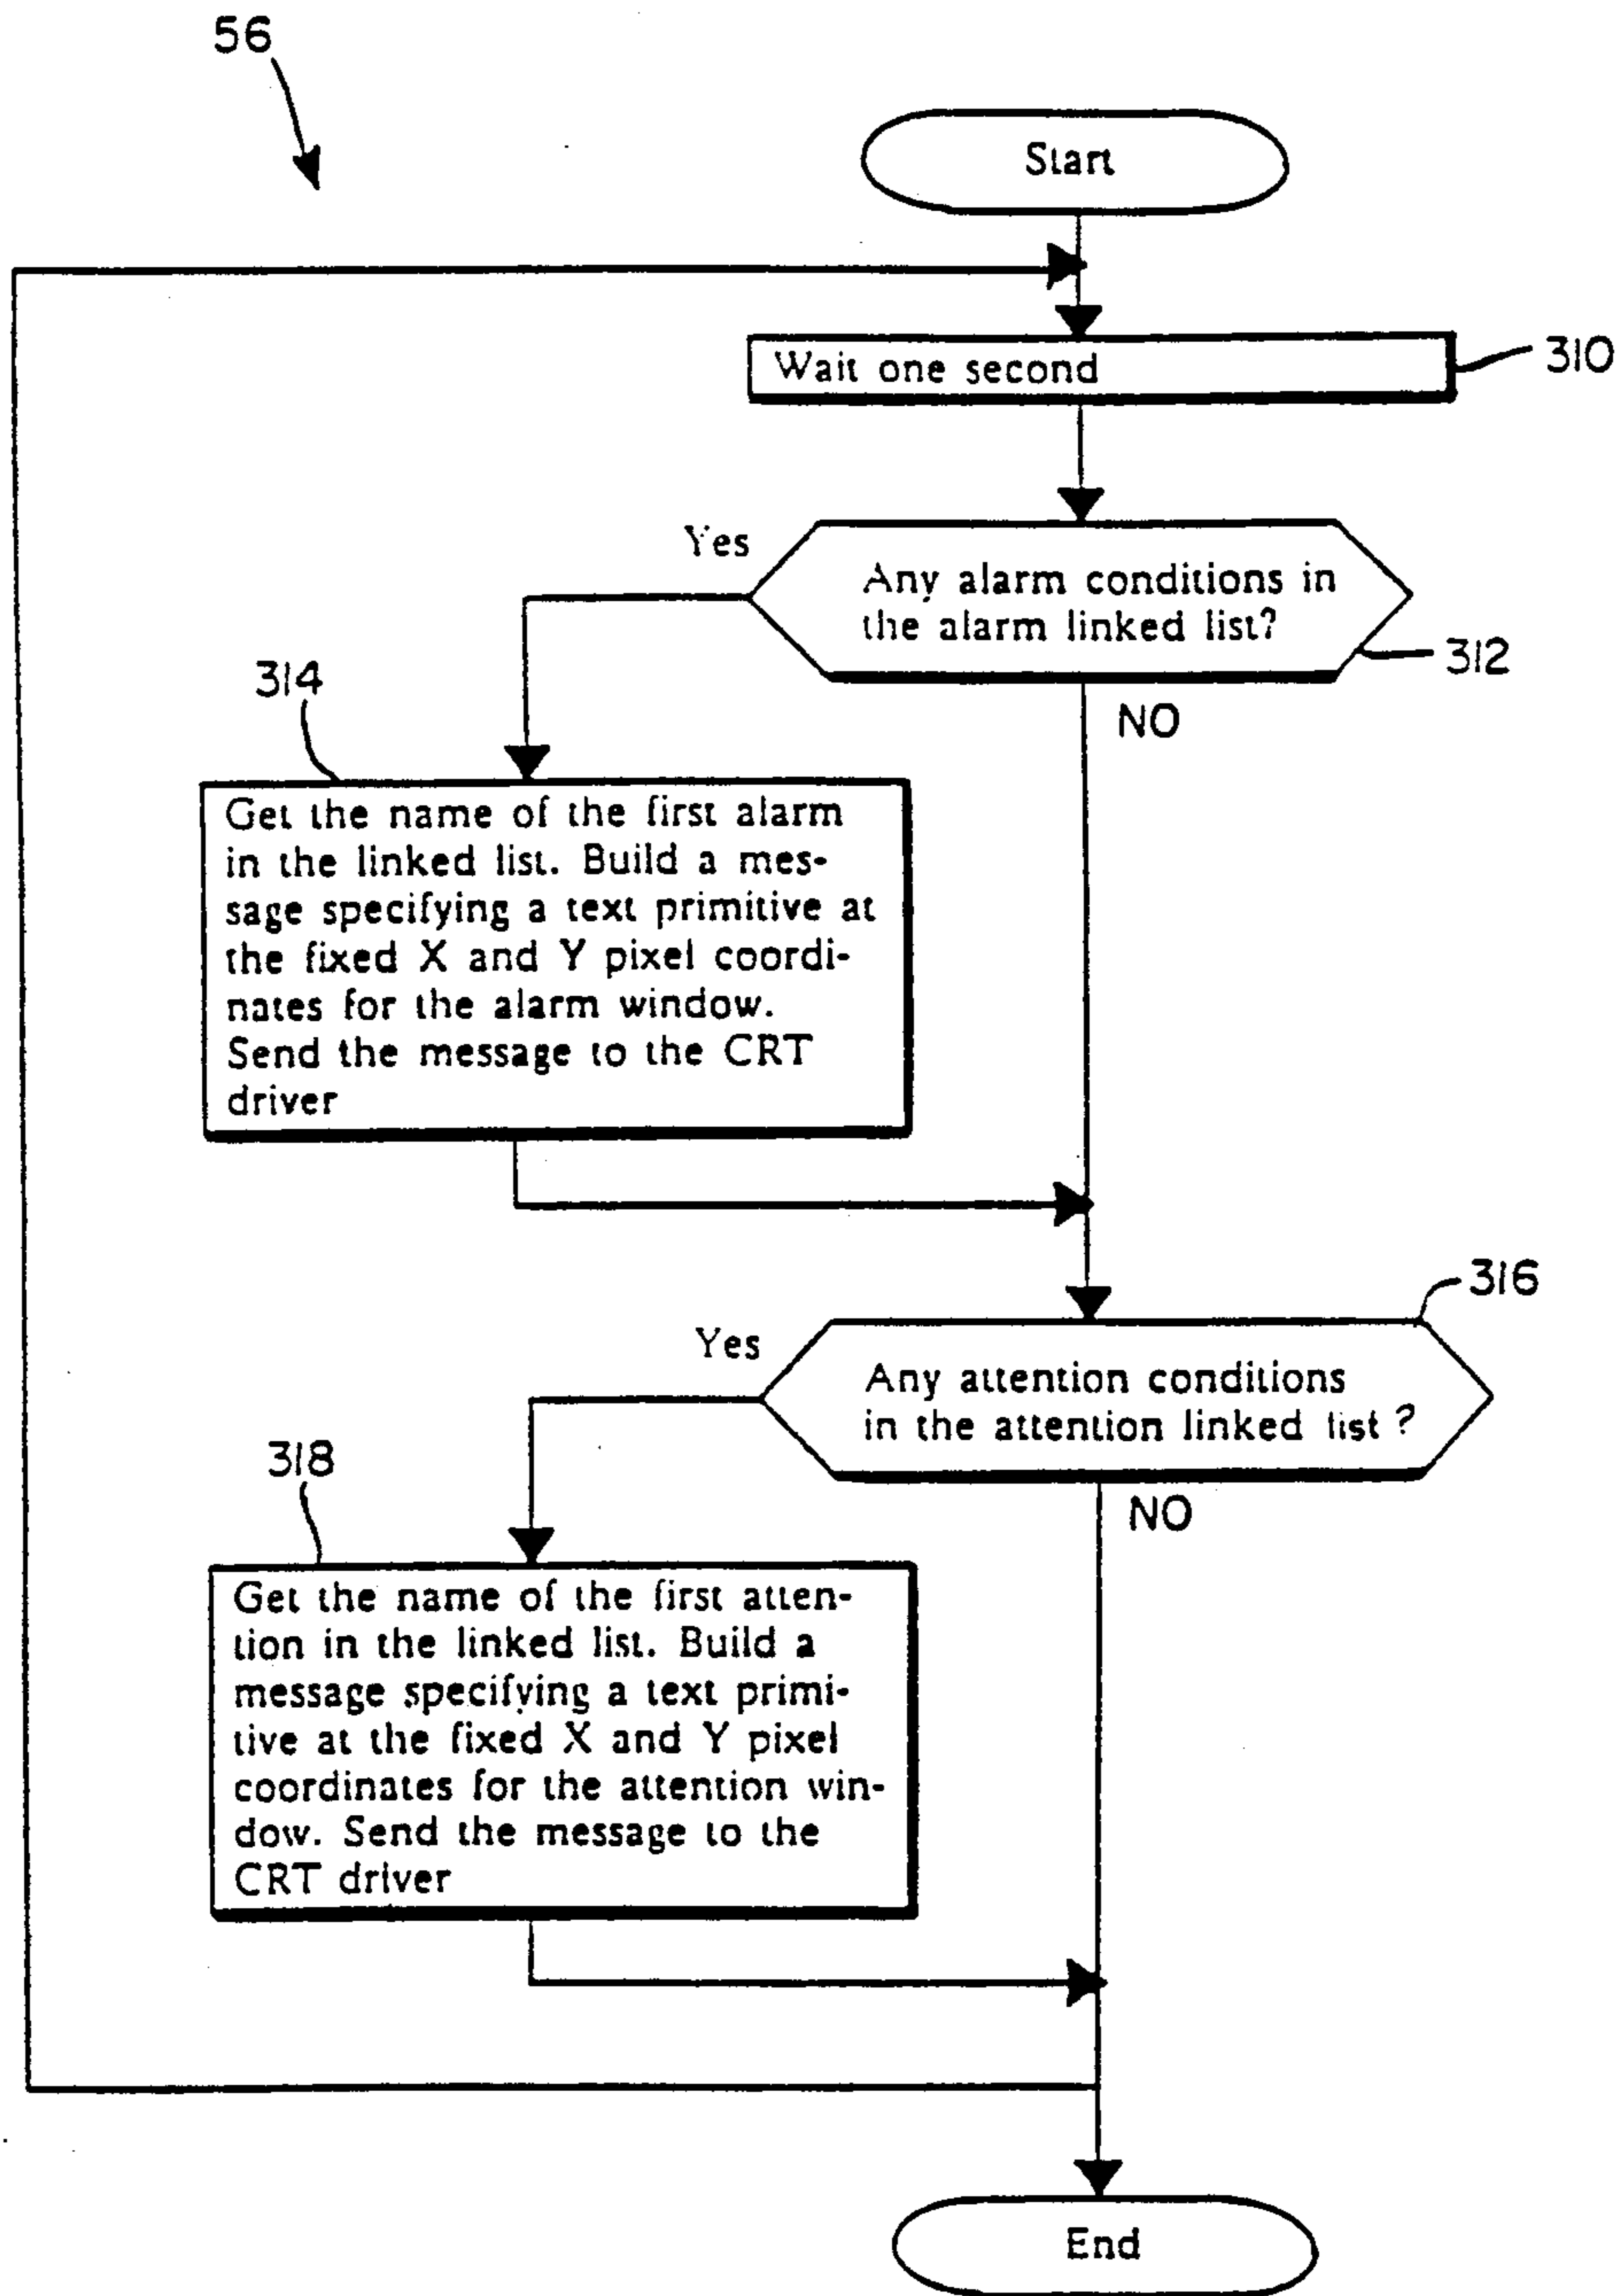 56
Start
Wait one second
310
Yes
Any alarm conditions in
the alarm linked list?
312
NO
314
Get the name of the first alarm
in the linked list. Build a mes-
sage specifying a text primitive at
the fixed X and Y pixel coordi-
nates for the alarm window.
Send the message to the CRT
driver
316
Yes
Any attention conditions
in the attention linked list ?
NO
318
Get the name of the first atten-
tion in the linked list. Build a
message specifying a text primi-
tive at the fixed X and Y pixel
coordinates for the attention win-
dow. Send the message to the
CRT driver
End